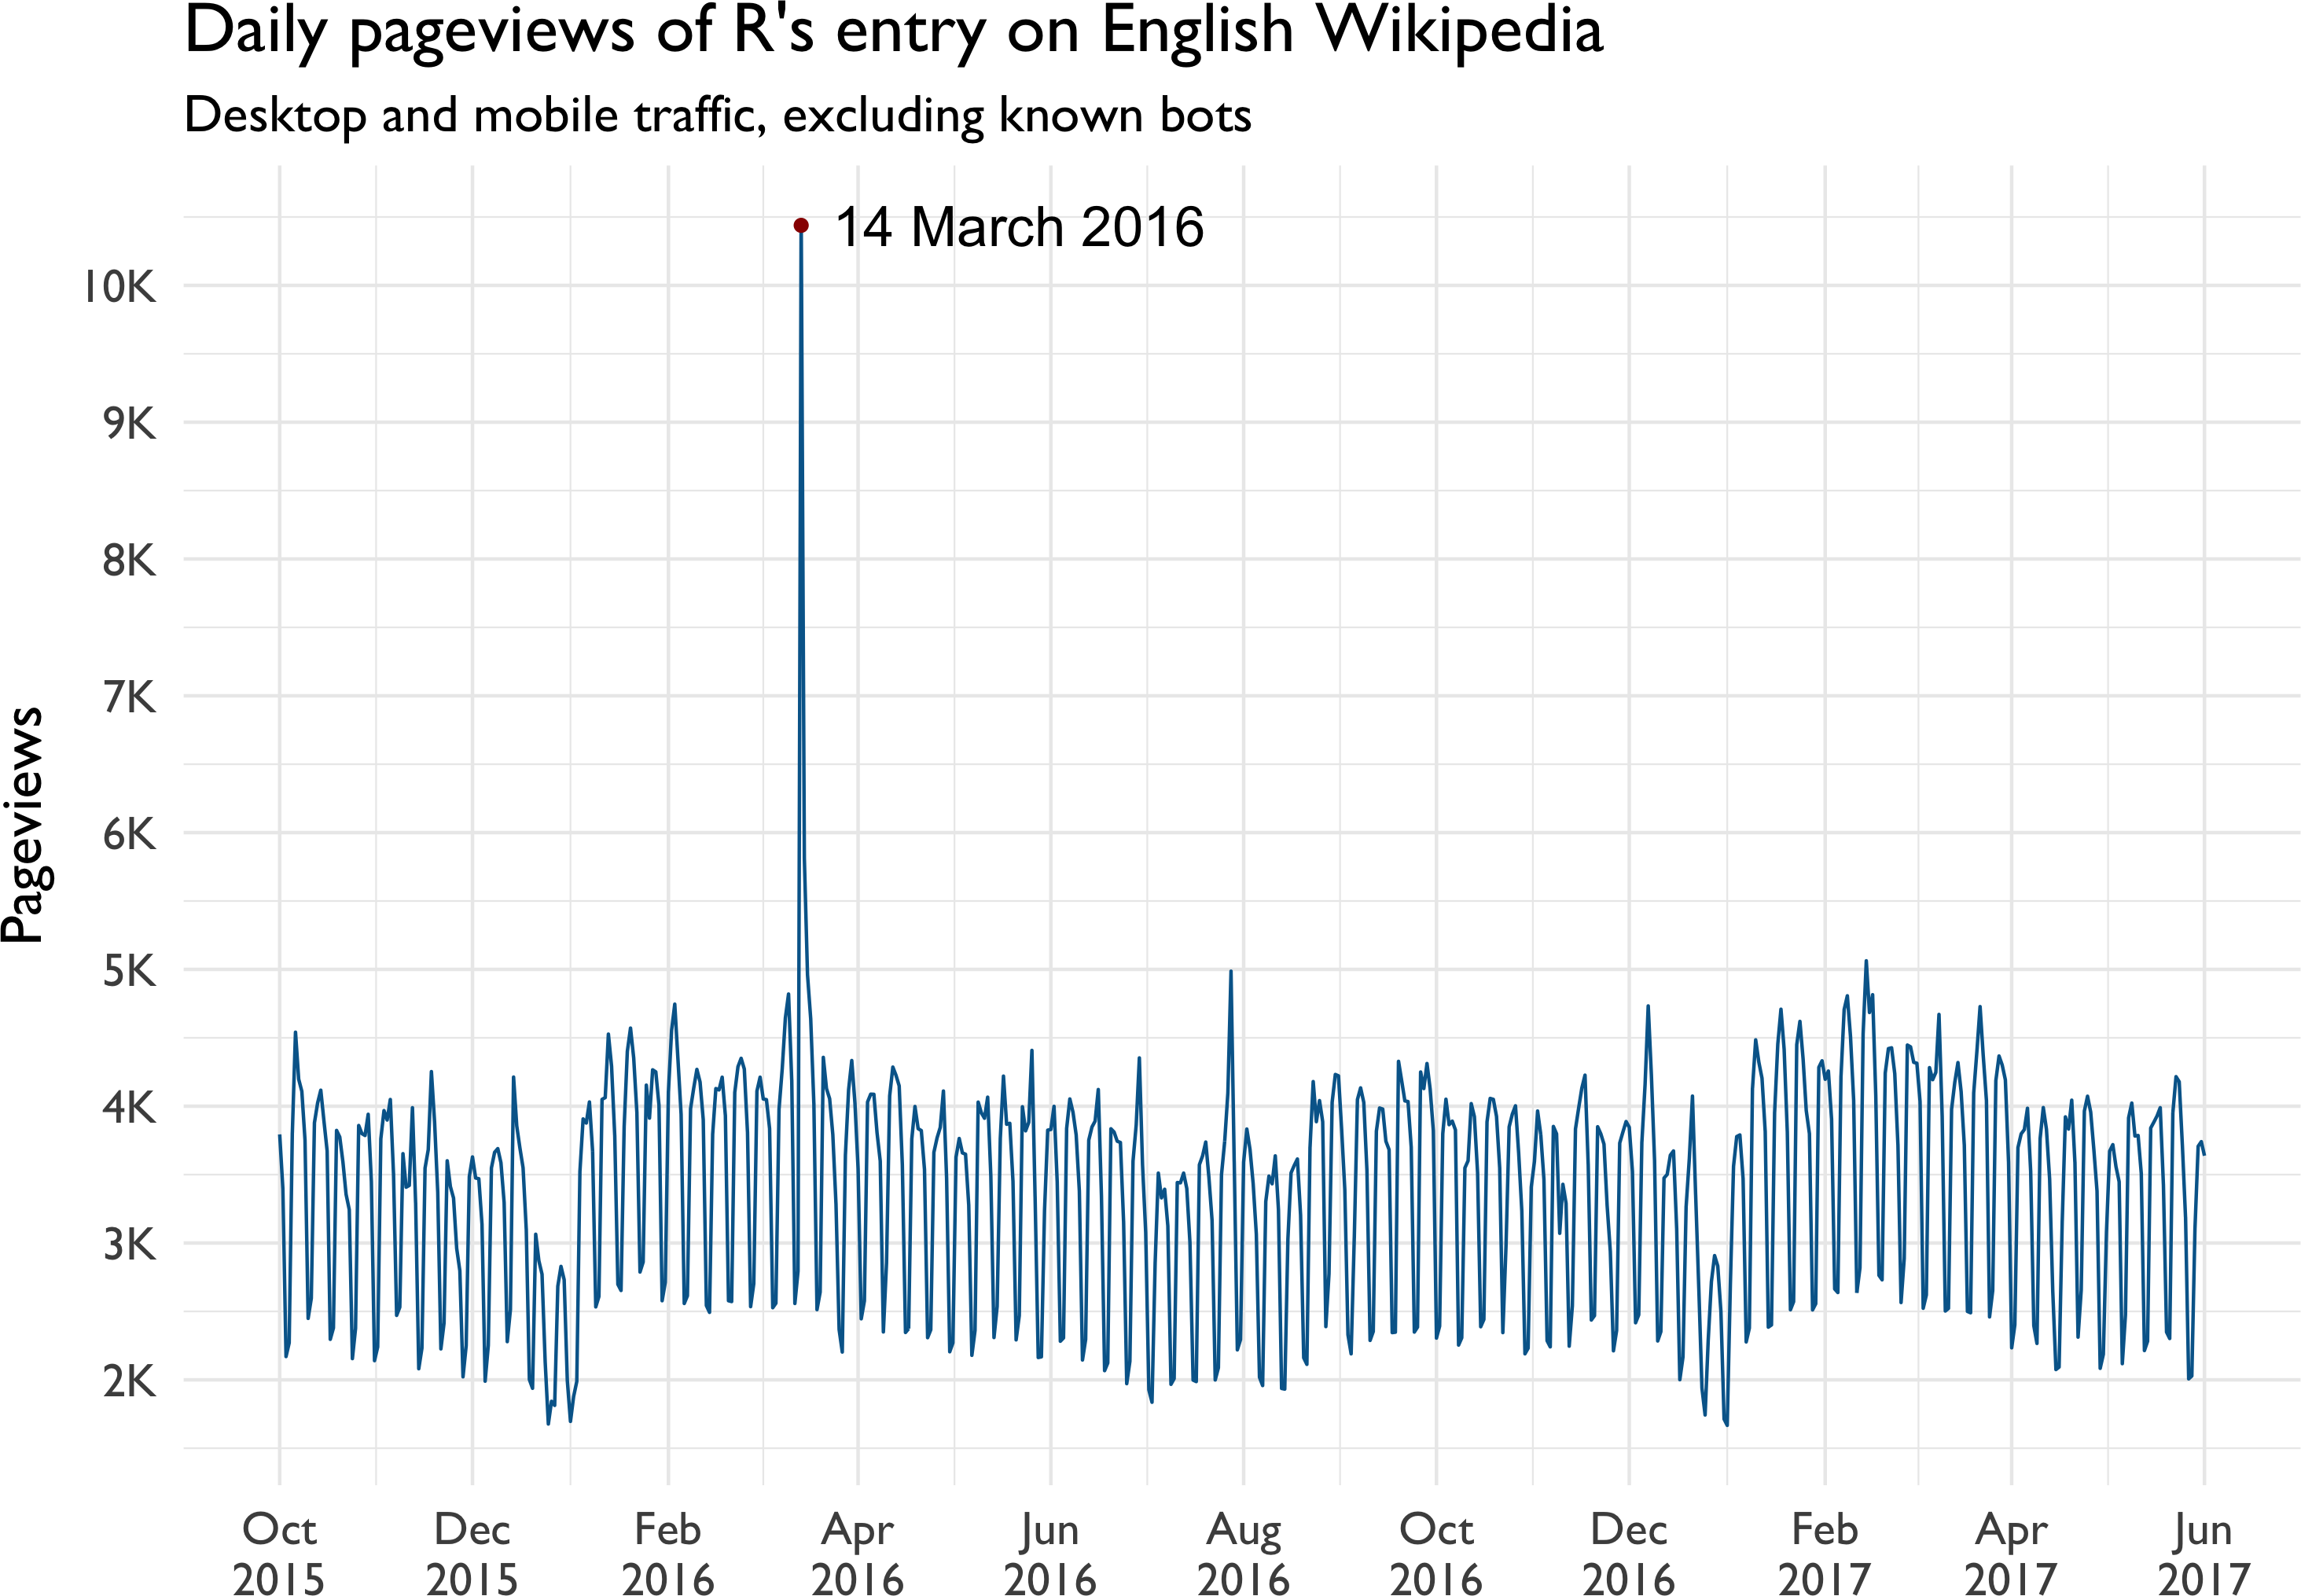 Daily pageviews of R's entry on English Wikipedia
Desktop and mobile traffic, excluding known bots
14 March 2016
10K
9K
8K
7K
6K
5K
4K
3K
2K
Pageviews
Oct 2015
Dec 2015
Feb 2016
Apr 2016
Jun 2016
Aug 2016
Oct 2016
Dec 2016
Feb 2017
Apr 2017
Jun 2017